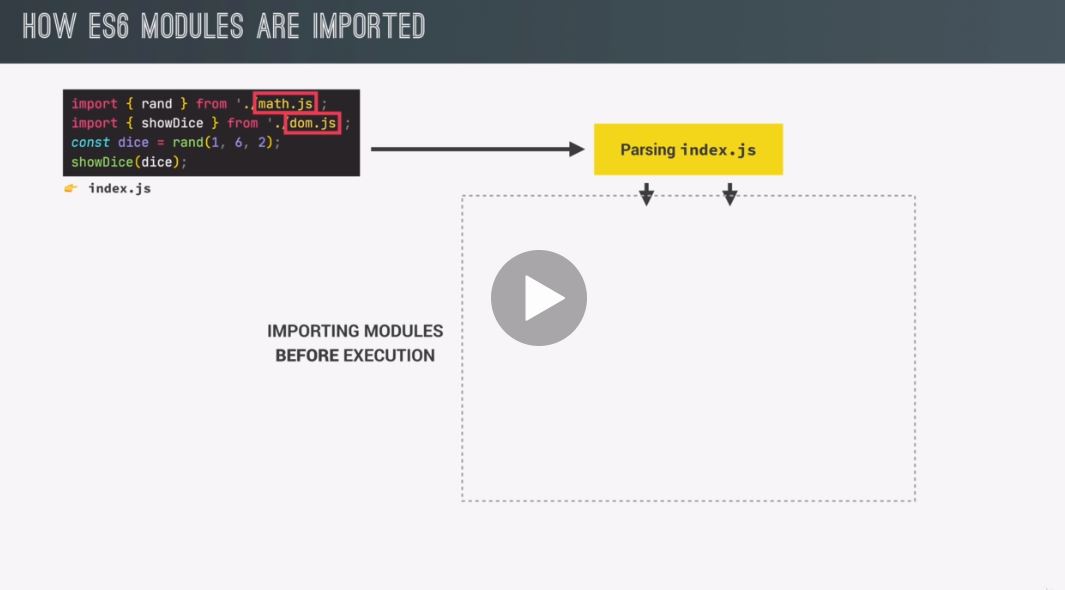 HOW ES6 MODULES ARE IMPORTED
import { rand } from './math.js';
import { showDice } from './dom.js';
const dice = rand(1, 6, 2);
showDice(dice);
👉 index.js
Parsing index.js
IMPORTING MODULES
BEFORE EXECUTION